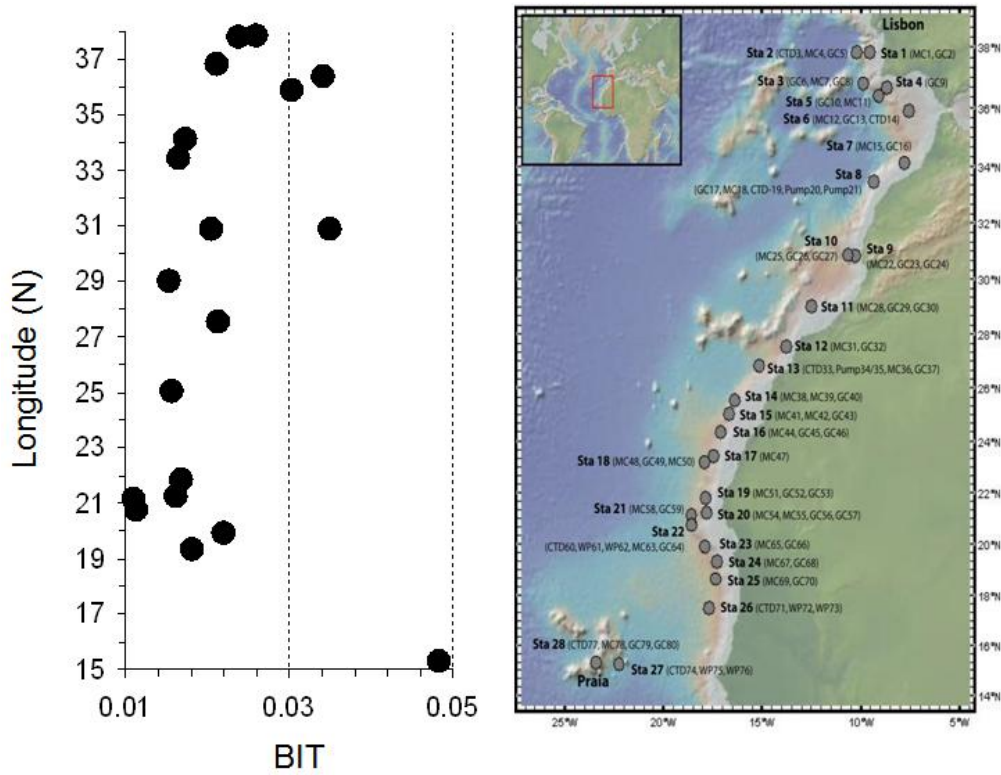 37
35
33
31
29
27
25
23
21
19
17
15
Longitude (N)
0.01
0.03
0.05
BIT
Lisbon
Sta 2 (CTD3, MC4, GC5)
Sta 1 (MC1, GC2)
Sta 3 (GC6, MC7, GC8)
Sta 4 (GC9)
Sta 5 (GC10, MC11)
Sta 6 (MC12, GC13, CTD14)
Sta 7 (MC15, GC16)
Sta 8
(GC17, MC18, CTD-19, Pump20, Pump21)
Sta 10
(MC25, GC26, GC27)
Sta 9
(MC22, GC23, GC24)
Sta 11 (MC28, GC29, GC30)
Sta 12 (MC31, GC32)
Sta 13 (CTD33, Pump34/35, MC36, GC37)
Sta 14 (MC38, MC39, GC40)
Sta 15 (MC41, MC42, GC43)
Sta 16 (MC44, GC45, GC46)
Sta 18 (MC48, GC49, MC50)
Sta 17 (MC47)
Sta 19 (MC51, GC52, GC53)
Sta 21 (MC58, GC59)
Sta 20 (MC54, MC55, GC56, GC57)
Sta 22
(CTD60, WP61, WP62, MC63, GC64)
Sta 23 (MC65, GC66)
Sta 24 (MC67, GC68)
Sta 25 (MC69, GC70)
Sta 26 (CTD71, WP72, WP73)
Sta 28 (CTD77, MC78, GC79, GC80)
Sta 27 (CTD74, WP75, WP76)
Praia
38°N
36°N
34°N
32°N
30°N
28°N
26°N
24°N
22°N
20°N
18°N
16°N
14°N
25°W
20°W
15°W
10°W
5°W